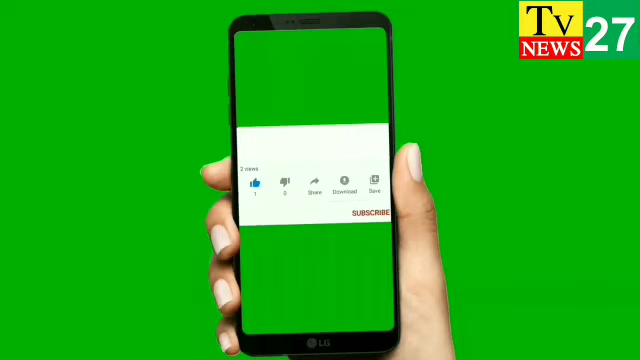 Tv
NEWS
27
2 views
1
0
Share
Download
Save
SUBSCRIBE
LG